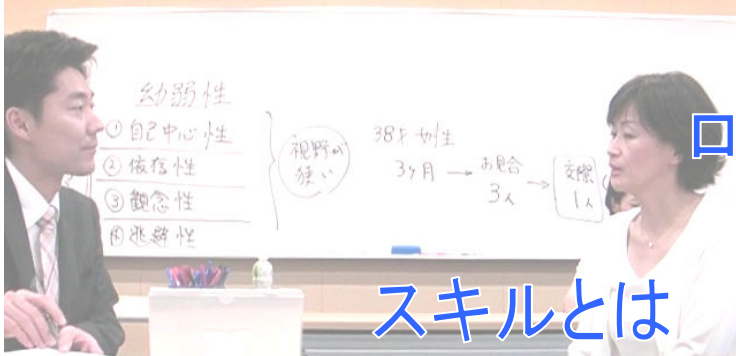 幼弱性
① 自己中心性
② 依存性
③ 観念性
④ 逃避性
視野が
狭い
38才 女性
3ヶ月 → お見合 3人 → 交際 1人
ロ
スキルとは